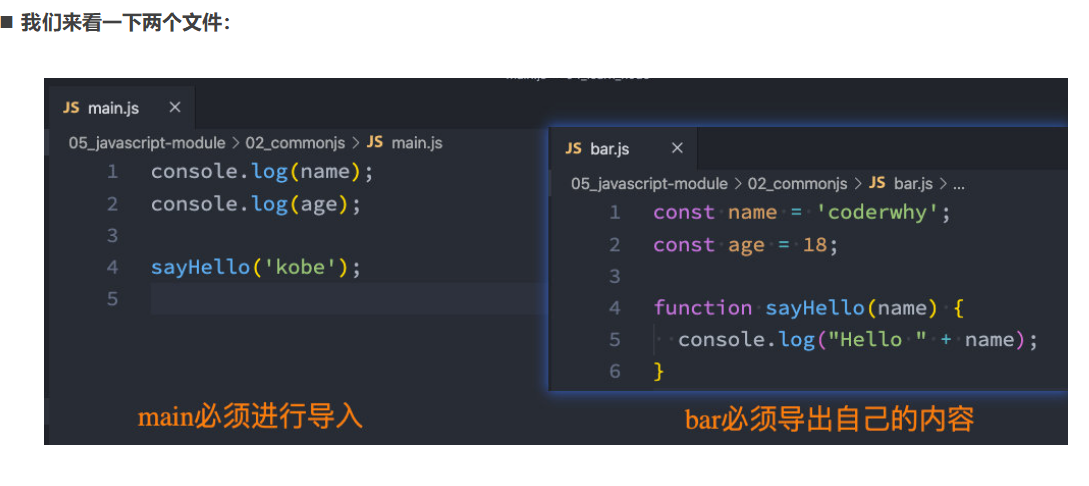 ■ 我们来看一下两个文件：
JS main.js ×
05_javascript-module > 02_commonjs > JS main.js
1 console.log(name);
2 console.log(age);
3
4 sayHello('kobe');
5
main必须进行导入
JS bar.js ×
05_javascript-module > 02_commonjs > JS bar.js > ...
1 const name = 'coderwhy';
2 const age = 18;
3
4 function sayHello(name) {
5   console.log("Hello " + name);
6 }
bar必须导出自己的内容